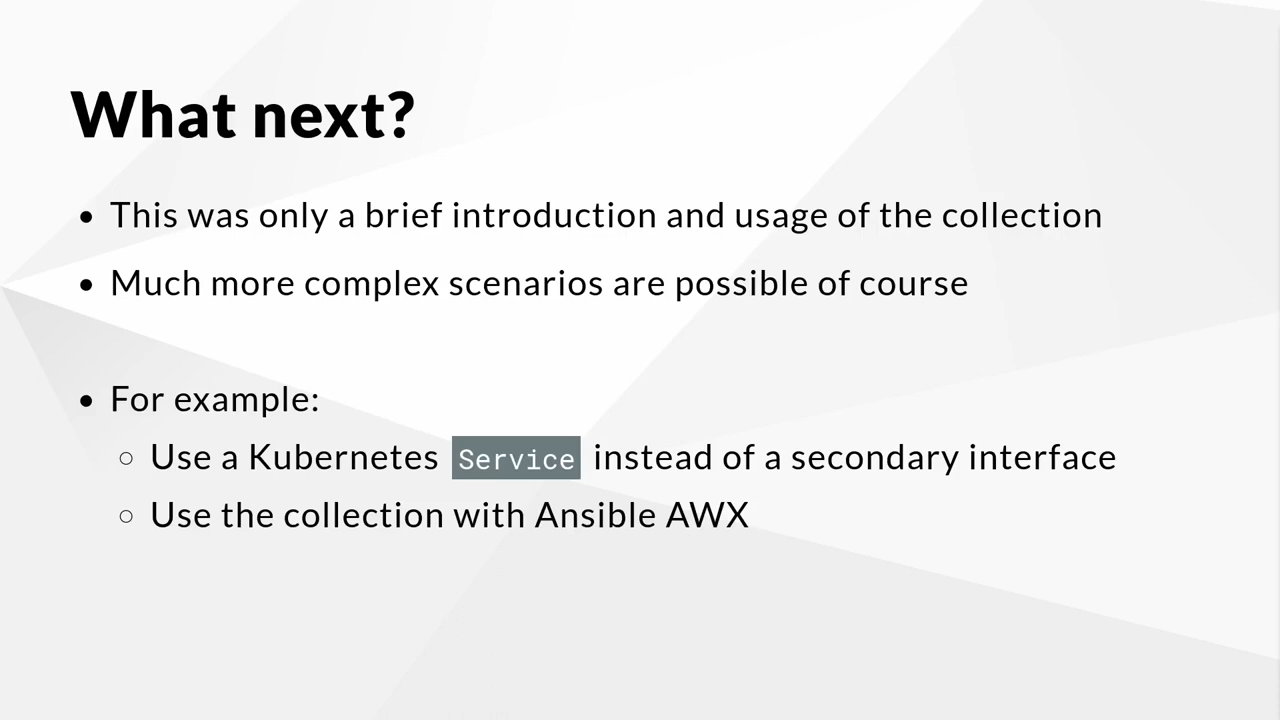 What next?
This was only a brief introduction and usage of the collection
Much more complex scenarios are possible of course
For example:
Use a Kubernetes Service instead of a secondary interface
Use the collection with Ansible AWX